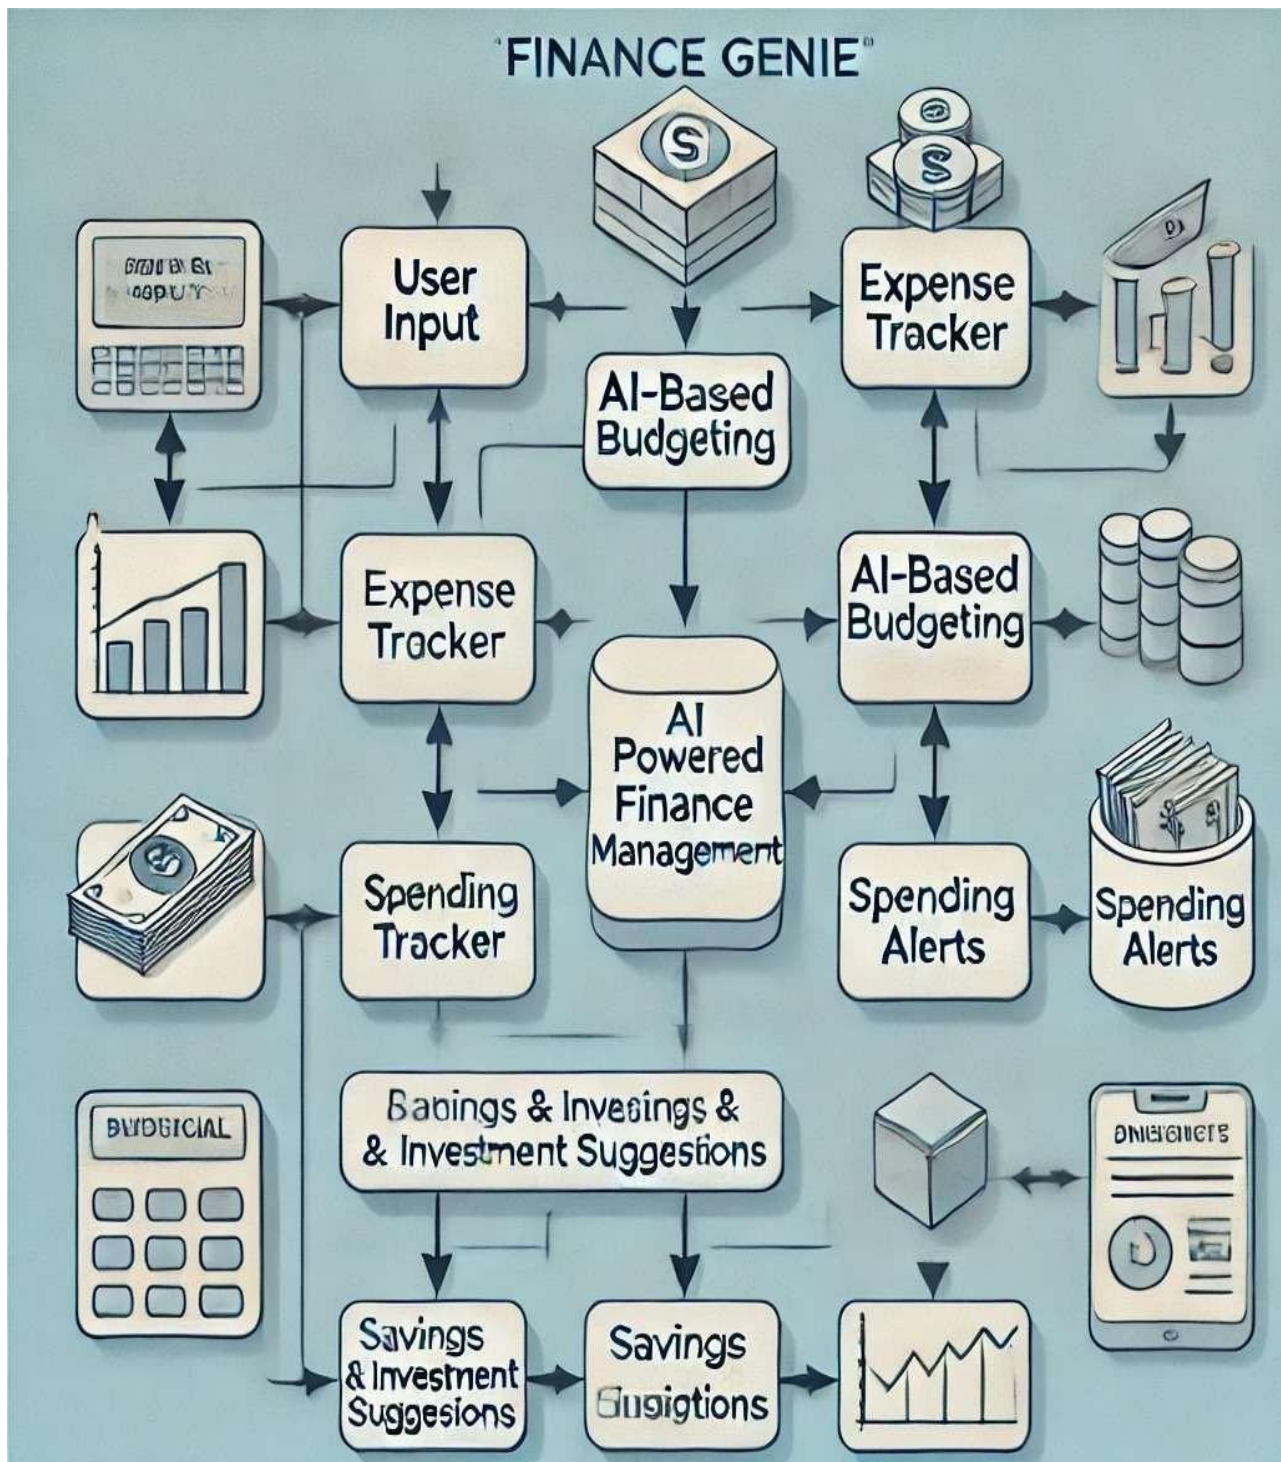 "FINANCE GENIE"
User
Input
Expense
Tracker
AI-Based
Budgeting
Expense
Tracker
AI-Based
Budgeting
AI
Powered
Finance
Management
Spending
Tracker
Spending
Alerts
Spending
Alerts
& &
& Investment Suggestions
Savings
& Investment
Suggesions
Savings